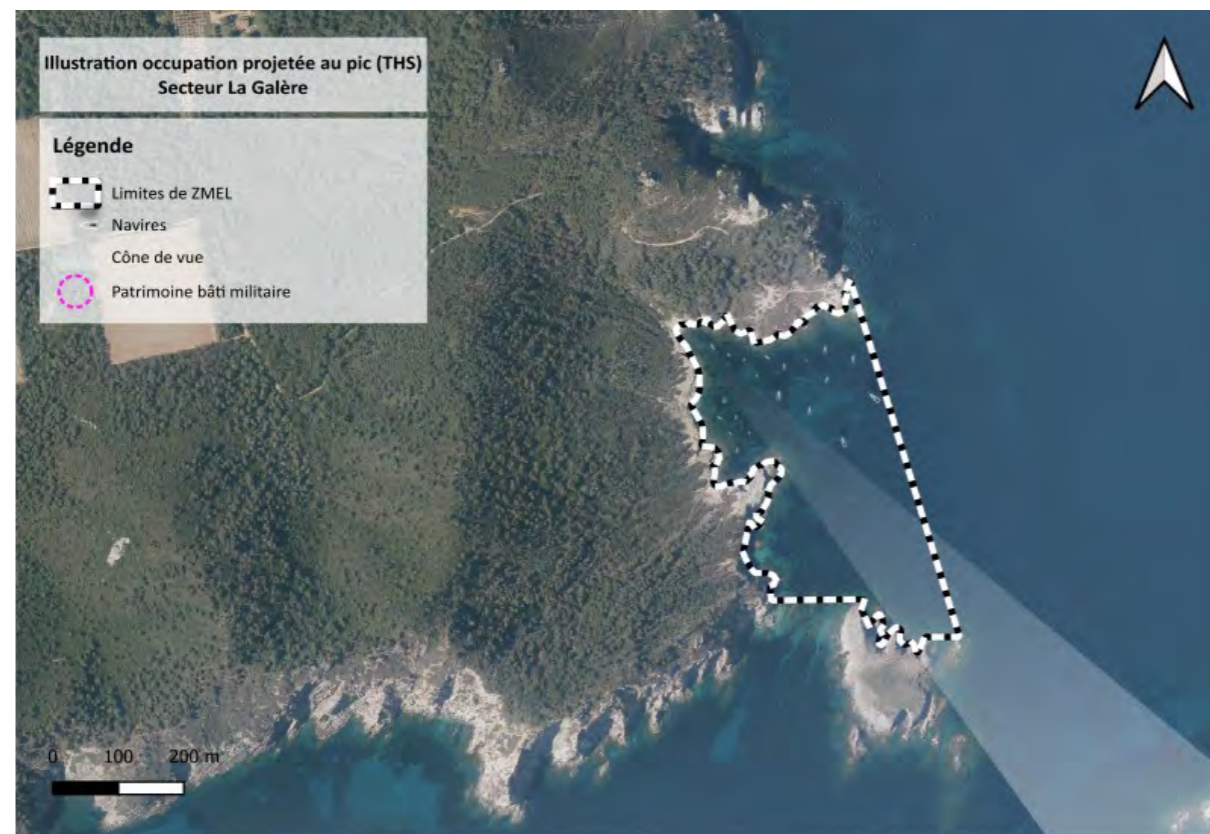 Illustration occupation projetée au pic (THS)
Secteur La Galère
Légende
Limites de ZMEL
Navires
Cône de vue
Patrimoine bâti militaire
0 100 200 m